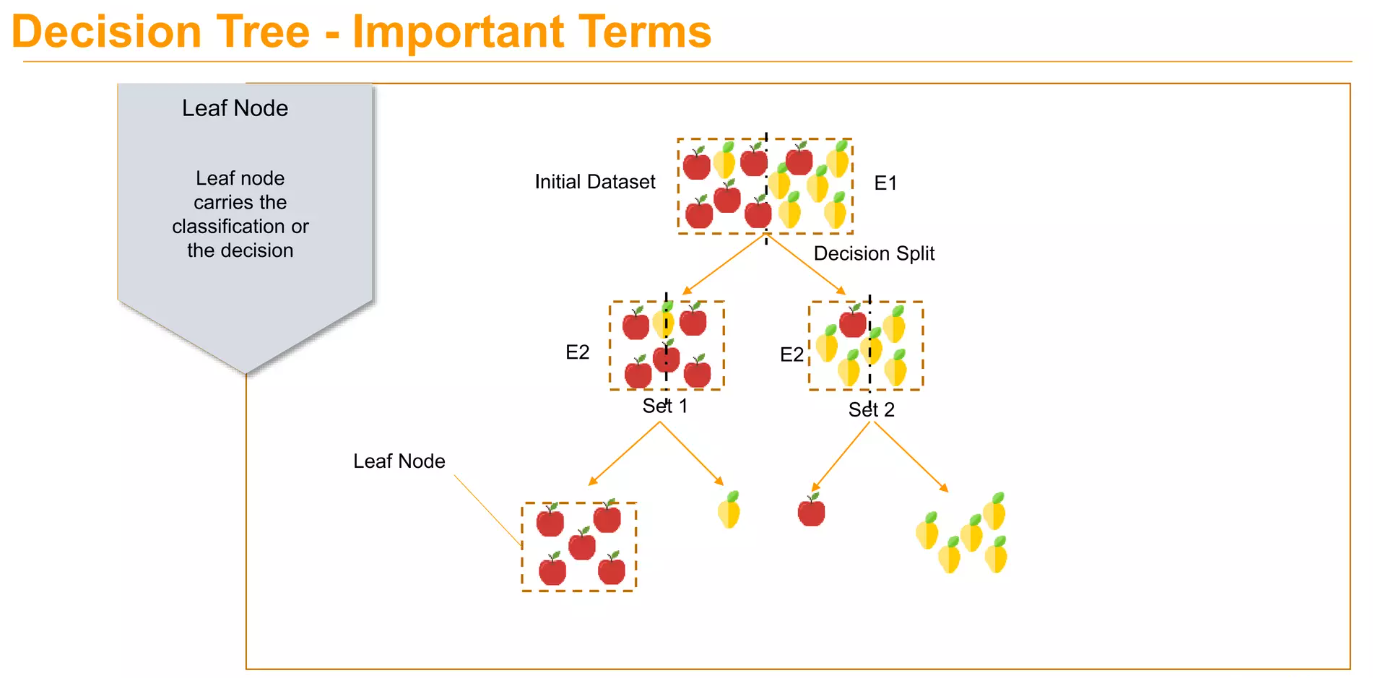 Decision Tree - Important Terms
Leaf Node
Leaf node
carries the
classification or
the decision
Initial Dataset
E1
Decision Split
E2
E2
Set 1
Set 2
Leaf Node